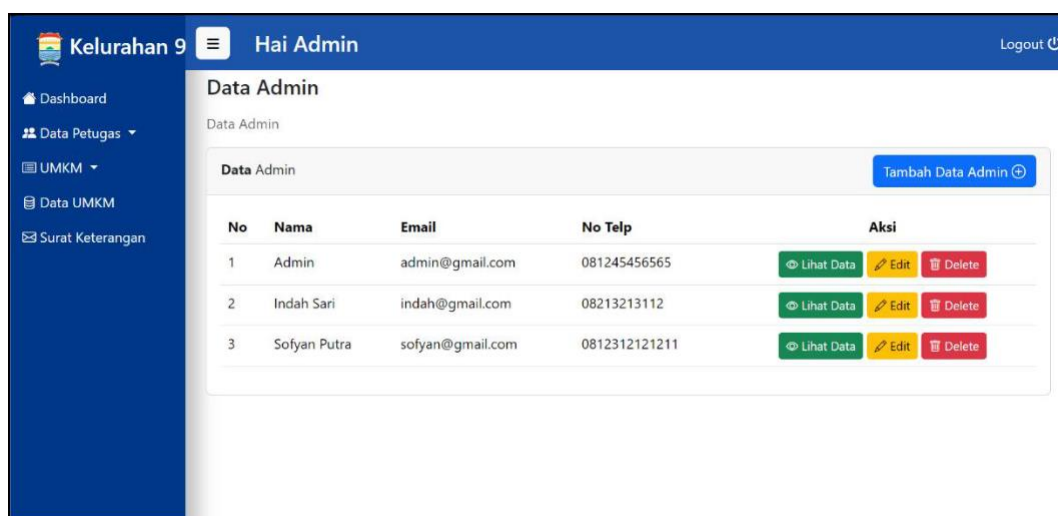 Kelurahan 9
Hai Admin
Logout
Dashboard
Data Petugas
UMKM
Data UMKM
Surat Keterangan
Data Admin
Data Admin
Data Admin
Tambah Data Admin
No Nama Email No Telp Aksi
1 Admin admin@gmail.com 081245456565 Lihat Data Edit Delete
2 Indah Sari indah@gmail.com 08213213112 Lihat Data Edit Delete
3 Sofyan Putra sofyan@gmail.com 0812312121211 Lihat Data Edit Delete